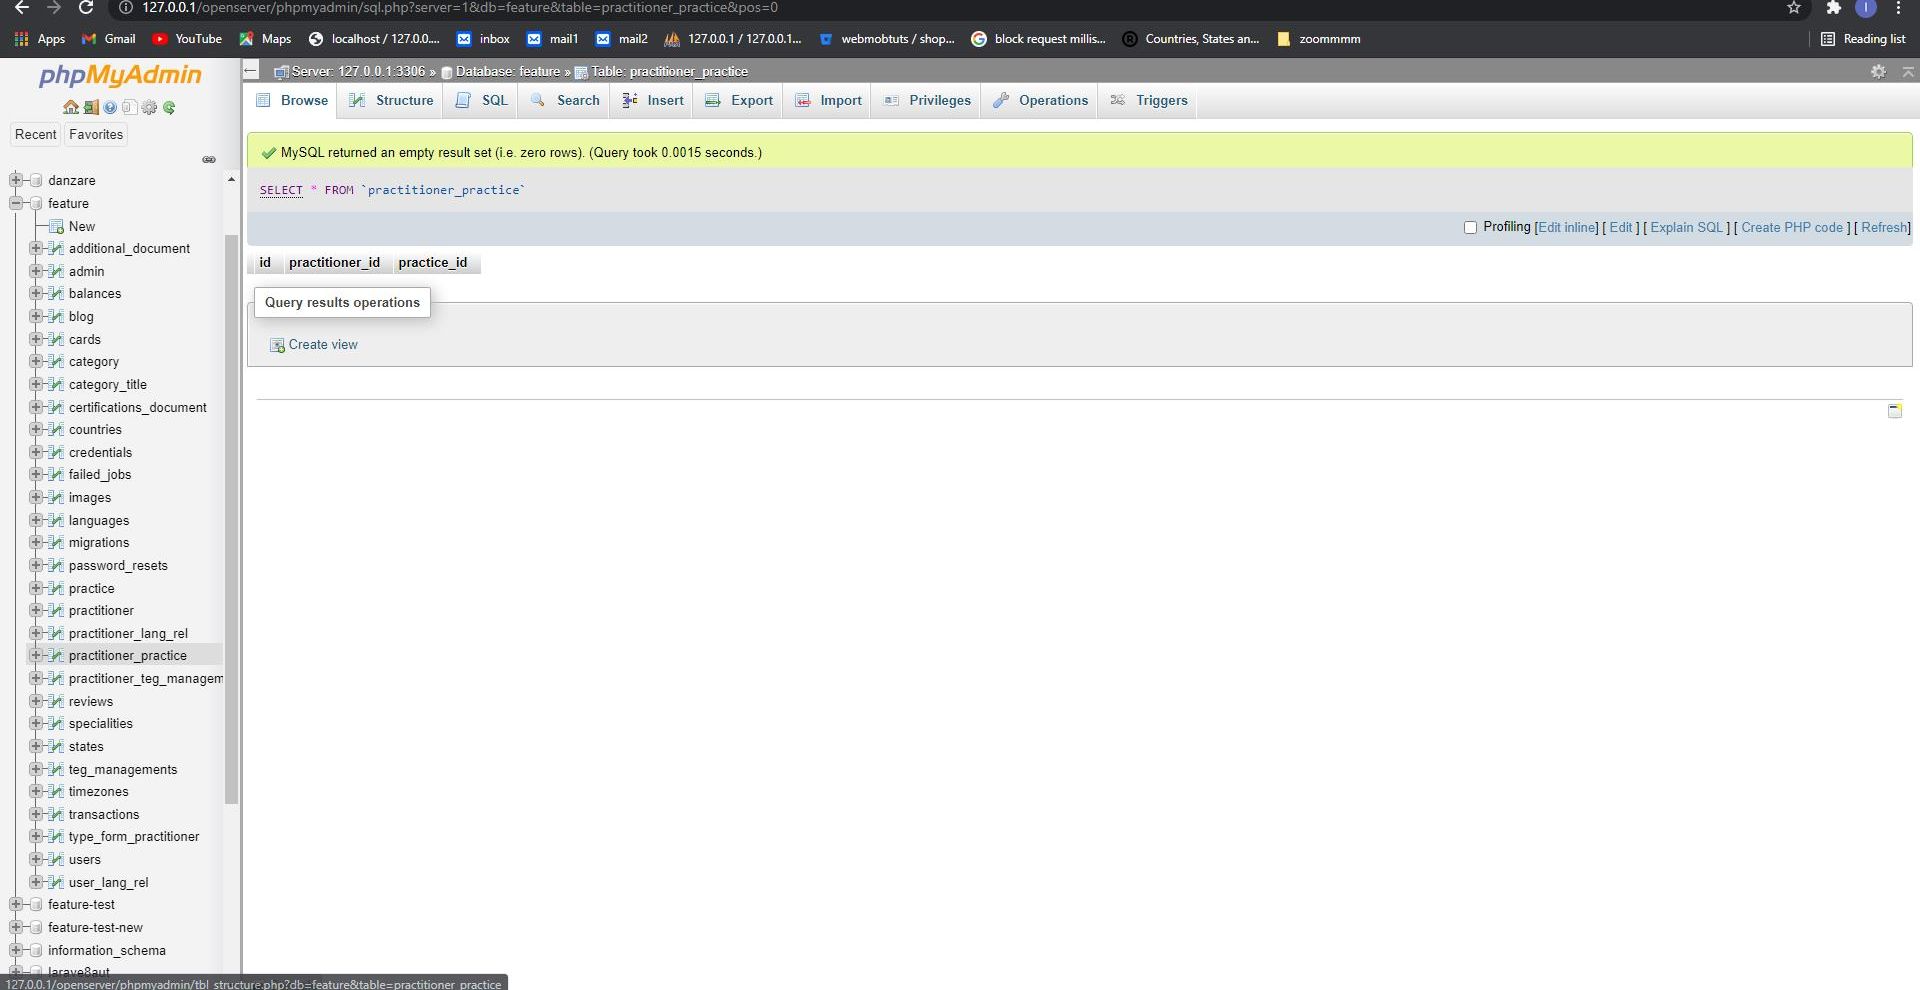 127.0.0.1/openserver/phpmyadmin/sql.php?server=1&db=feature&table=practitioner_practice&pos=0
Apps Gmail YouTube Maps localhost / 127.0.0.... inbox mail1 mail2 127.0.0.1 / 127.0.0.1... webmobtuts / shop... block request millis... Countries, States an... zoommmm Reading list
phpMyAdmin
Recent Favorites
danzare
feature
New
additional_document
admin
balances
blog
cards
category
category_title
certifications_document
countries
credentials
failed_jobs
images
languages
migrations
password_resets
practice
practitioner
practitioner_lang_rel
practitioner_practice
practitioner_teg_managem
reviews
specialities
states
teg_managements
timezones
transactions
type_form_practitioner
users
user_lang_rel
feature-test
feature-test-new
information_schema
larave8aut
127.0.0.1/openserver/phpmyadmin/tbl_structure.php?db=feature&table=practitioner_practice
Server: 127.0.0.1:3306 » Database: feature » Table: practitioner_practice
Browse Structure SQL Search Insert Export Import Privileges Operations Triggers
MySQL returned an empty result set (i.e. zero rows). (Query took 0.0015 seconds.)
SELECT * FROM `practitioner_practice`
Profiling [Edit inline] [ Edit ] [ Explain SQL ] [ Create PHP code ] [ Refresh]
id practitioner_id practice_id
Query results operations
Create view